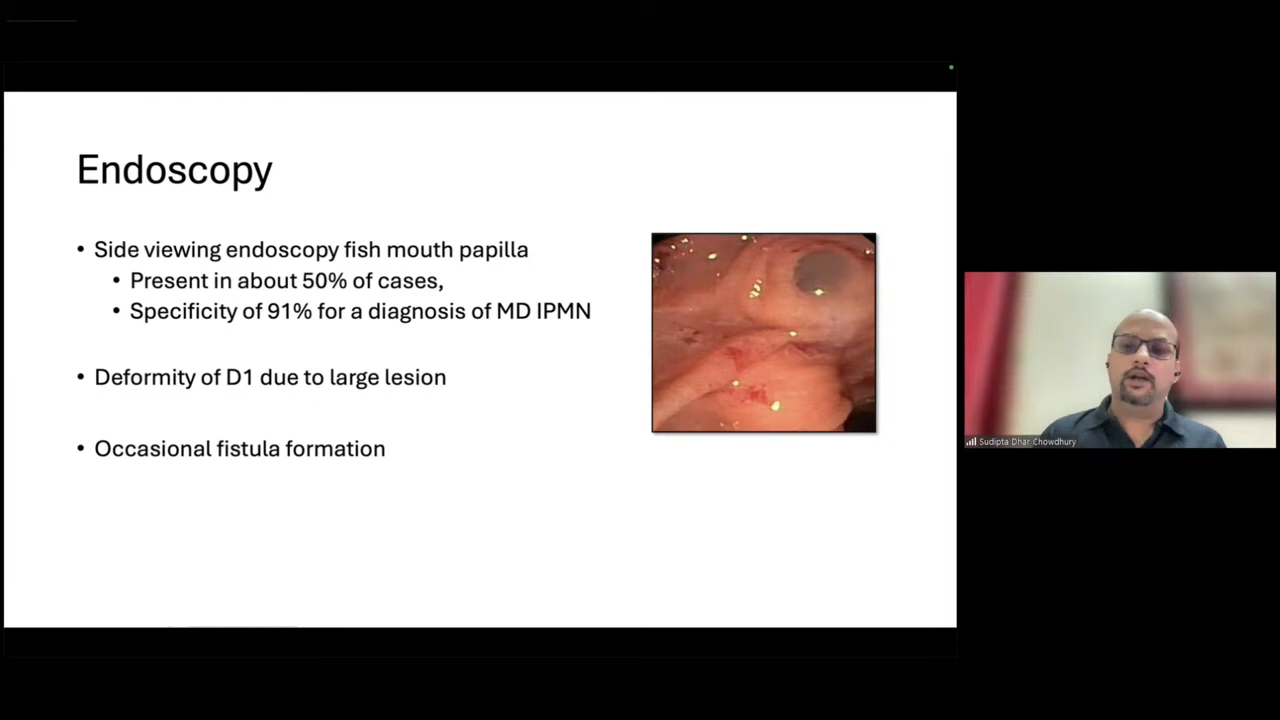 Endoscopy
• Side viewing endoscopy fish mouth papilla
• Present in about 50% of cases,
• Specificity of 91% for a diagnosis of MD IPMN
• Deformity of D1 due to large lesion
• Occasional fistula formation
Sudipta Dhar Chowdhury